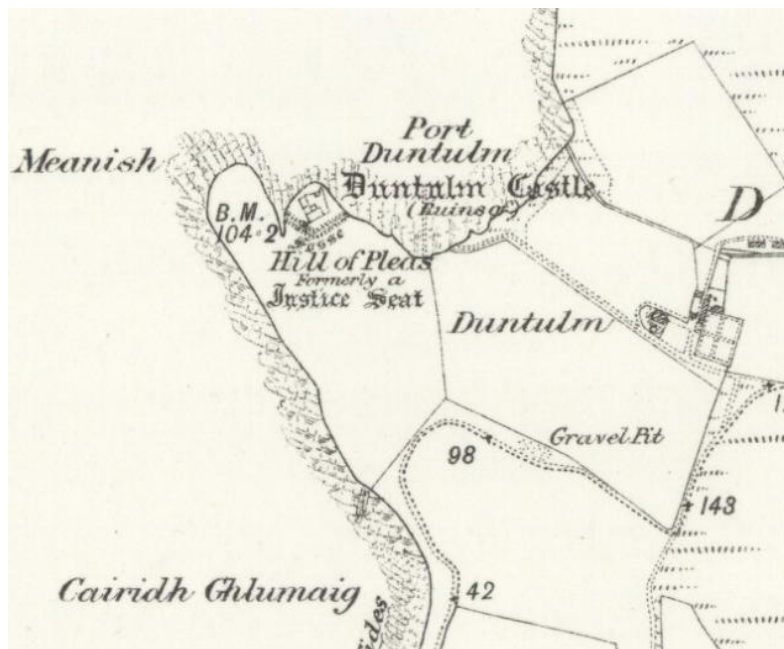 Port
Duntulm
Meanish
Duntulm Castle
(Ruins of)
D
B.M.
104·2
Fosse
Hill of Pleas
Formerly a
Justice Seat
Duntulm
Gravel Pit
98
143
Cairidh Ghlumaig
42